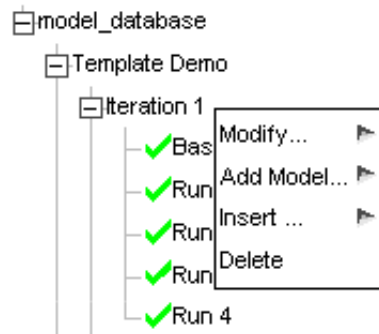 model_database
Template Demo
Iteration 1
Modify...
Bas
Add Model...
Run
Insert ...
Run
Delete
Run
Run 4